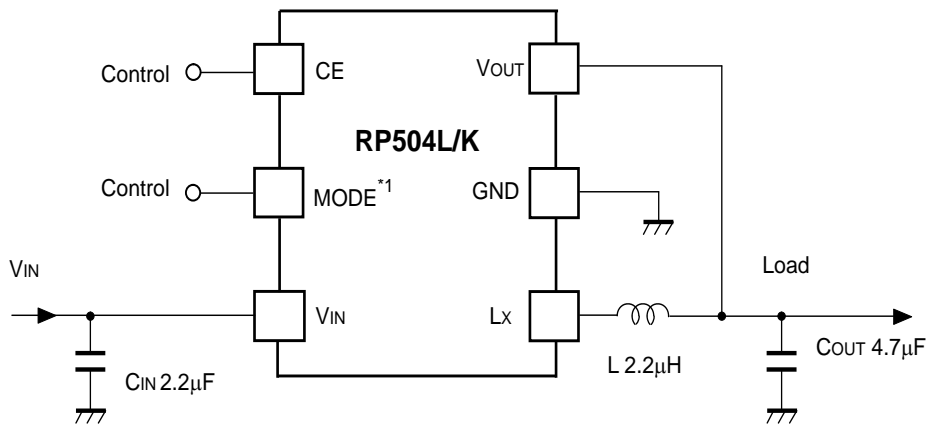 Control
CE
VOUT
RP504L/K
Control
MODE*1
GND
VIN
Load
VIN
LX
COUT 4.7μF
L 2.2μH
CIN 2.2μF